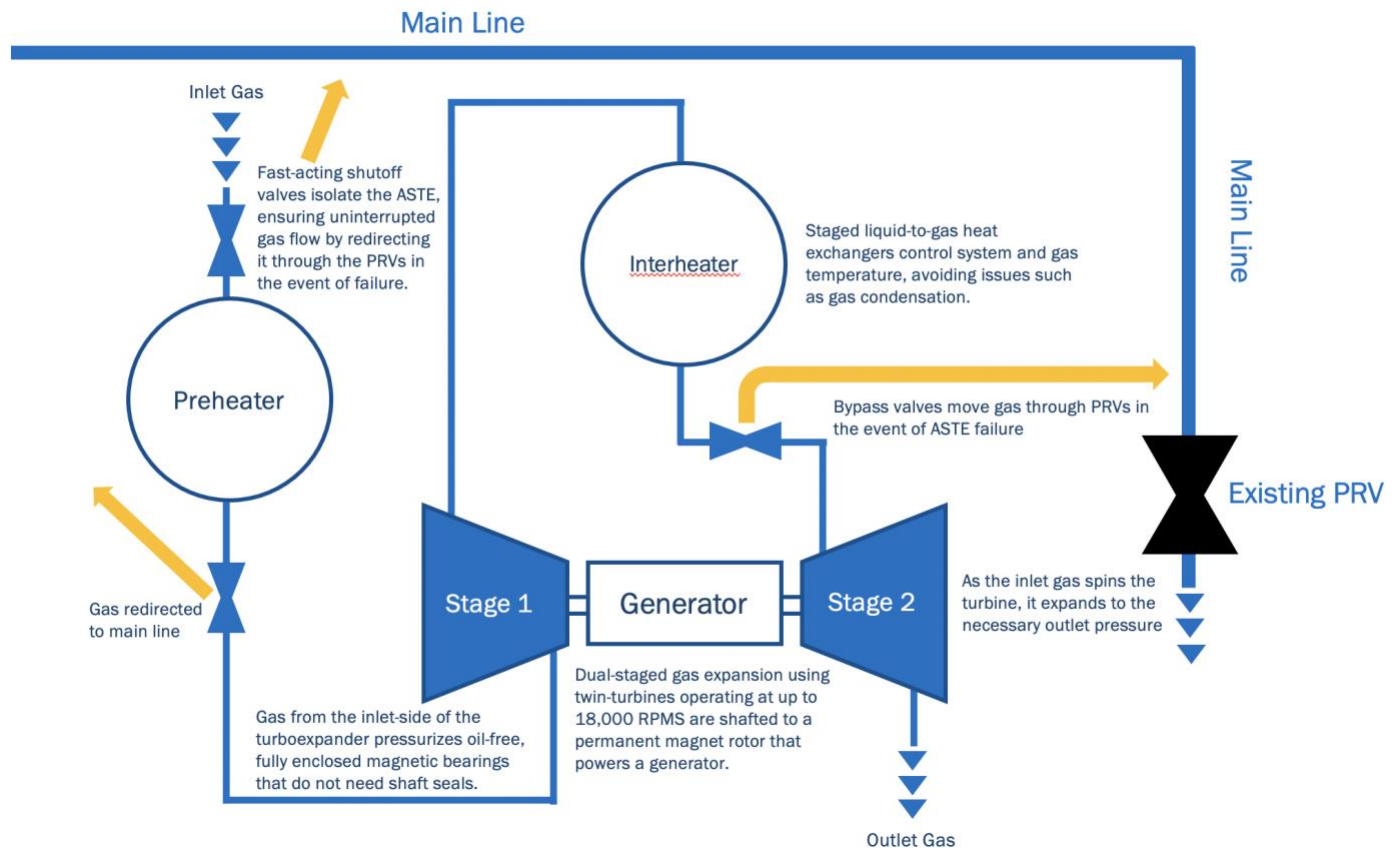 Main Line
Inlet Gas
Fast-acting shutoff
valves isolate the ASTE,
ensuring uninterrupted
gas flow by redirecting
it through the PRVs in
the event of failure.
Main Line
Staged liquid-to-gas heat
exchangers control system and gas
temperature, avoiding issues such
as gas condensation.
Interheater
Preheater
Bypass valves move gas through PRVs in
the event of ASTE failure
Existing PRV
Gas redirected
to main line
Stage 1
Generator
Stage 2
As the inlet gas spins the
turbine, it expands to the
necessary outlet pressure
Gas from the inlet-side of the
turboexpander pressurizes oil-free,
fully enclosed magnetic bearings
that do not need shaft seals.
Dual-staged gas expansion using
twin-turbines operating at up to
18,000 RPMS are shafted to a
permanent magnet rotor that
powers a generator.
Outlet Gas